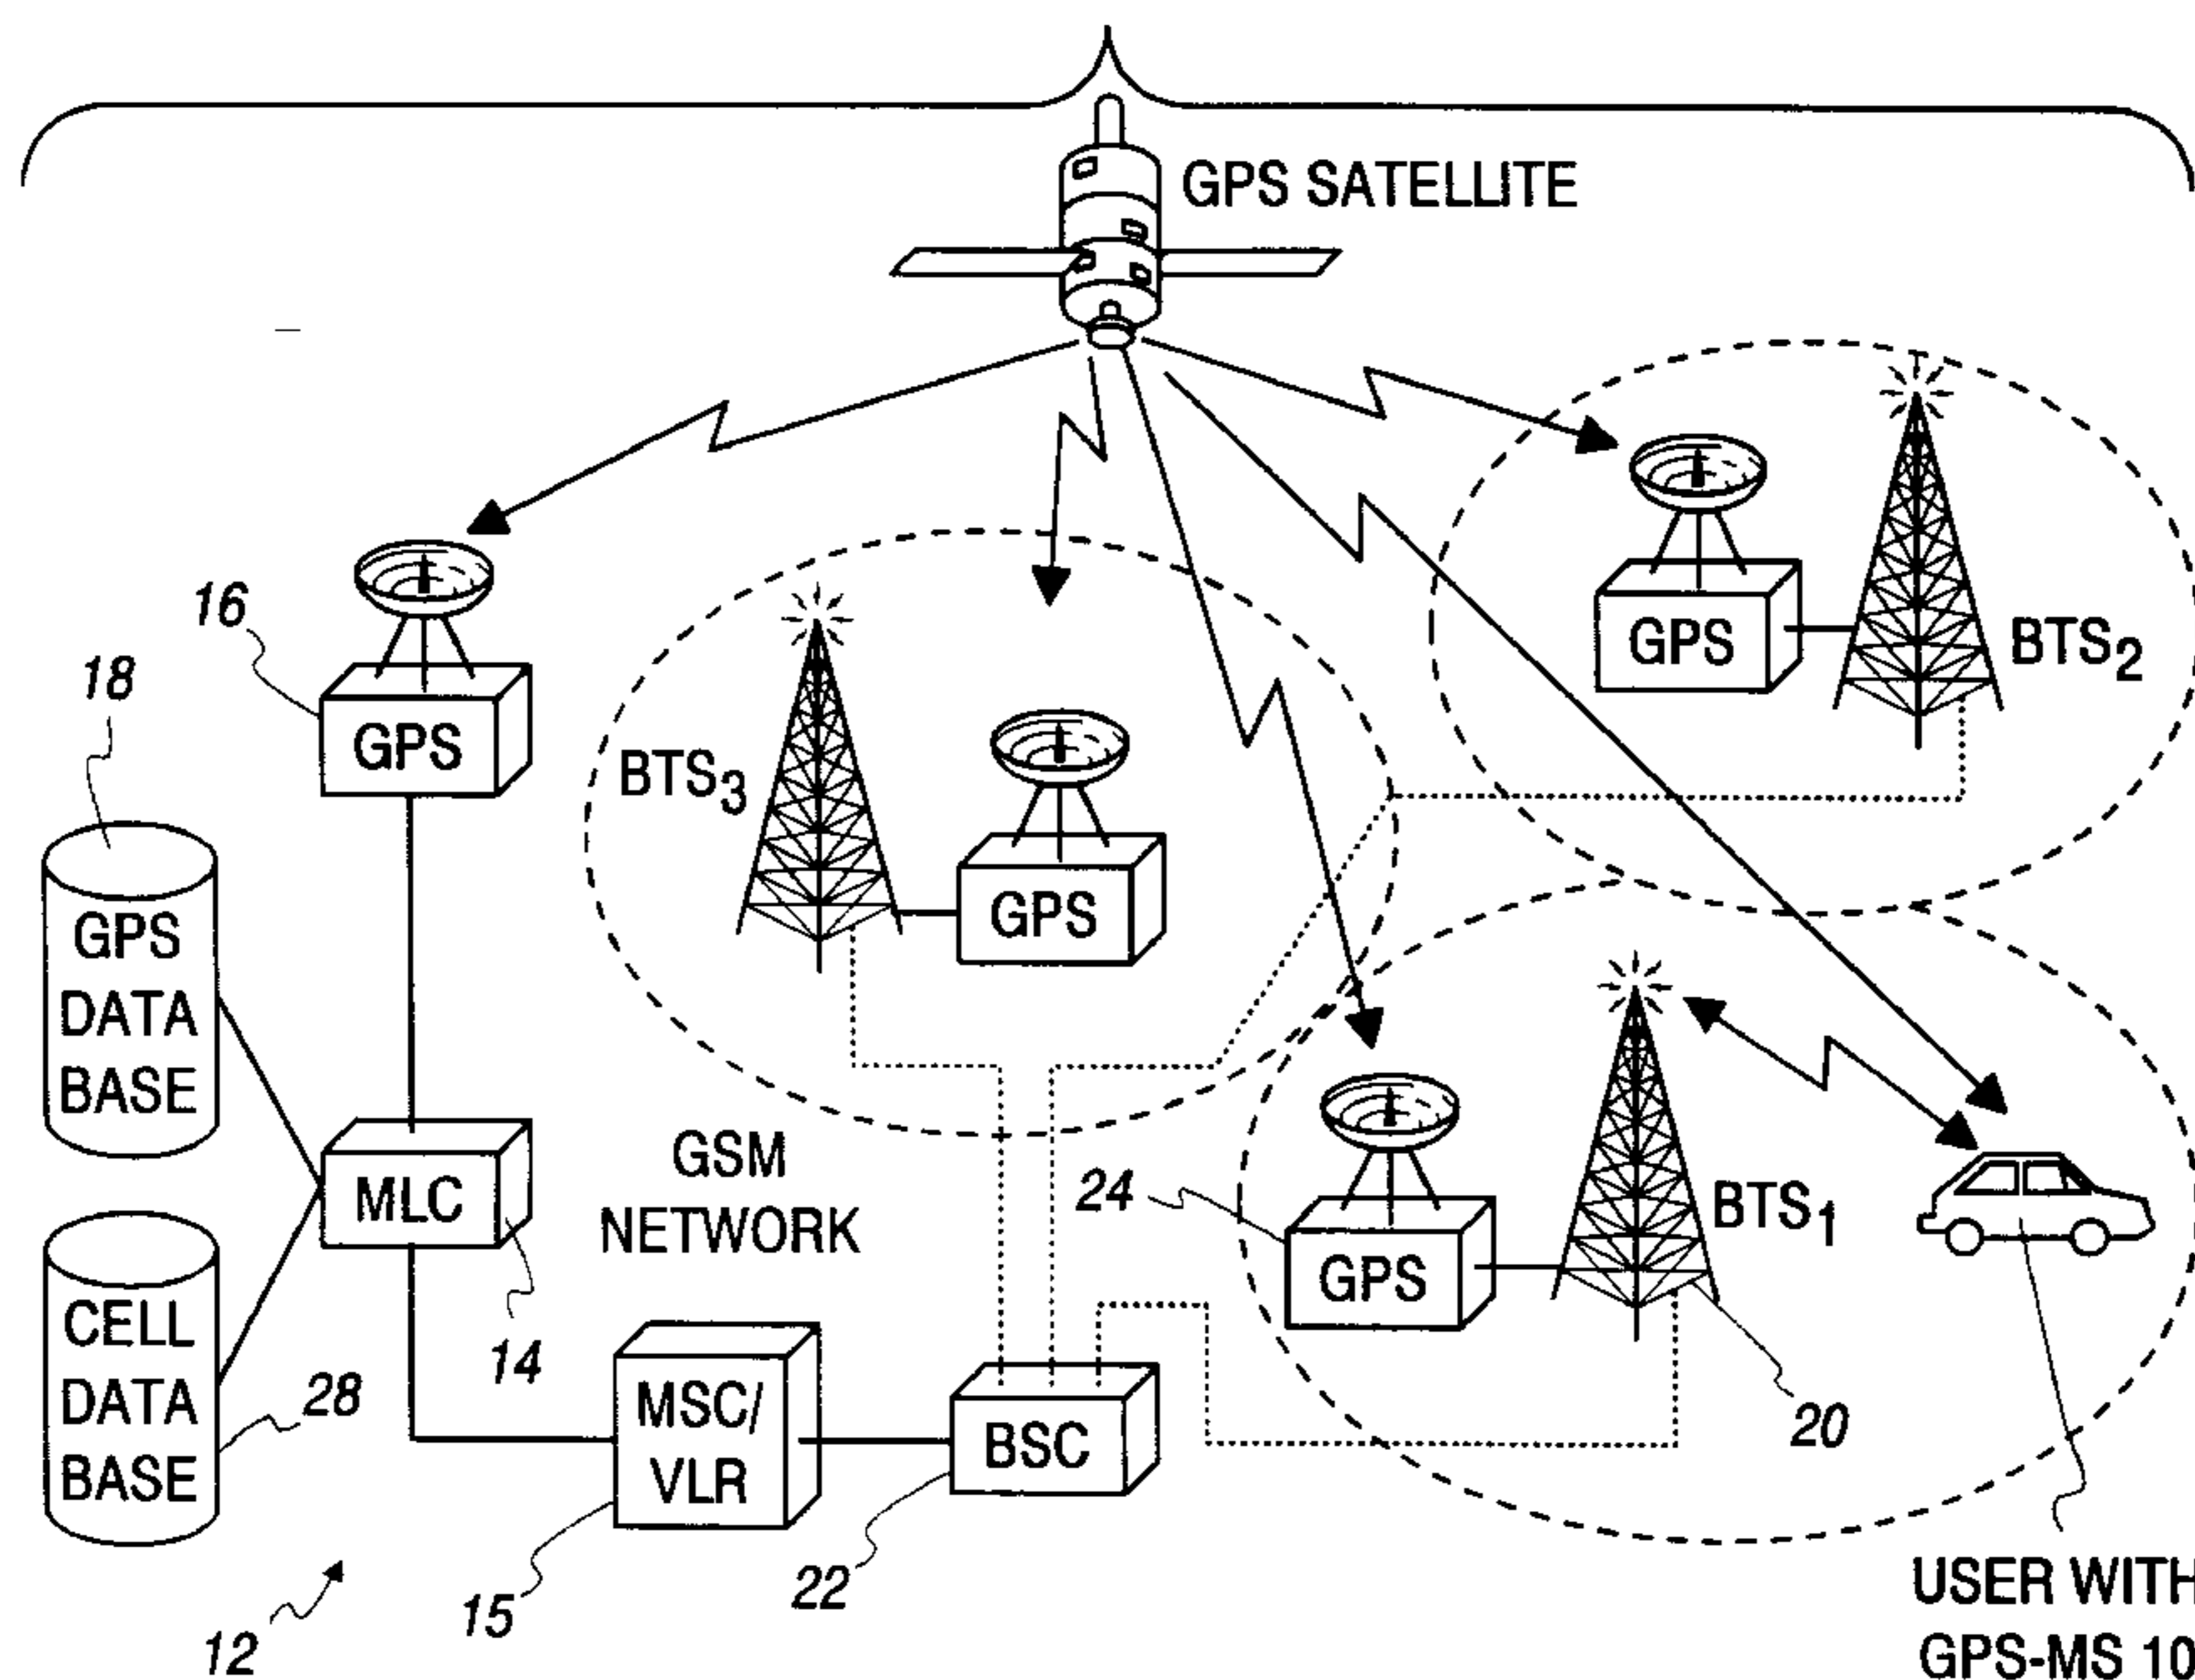 GPS SATELLITE
16
18
GPS
BTS₃
GPS
GPS
BTS₂
GPS
DATA
BASE
MLC
14
GSM
NETWORK
24
GPS
BTS₁
20
CELL
DATA
BASE
28
MSC/
VLR
15
BSC
22
12
USER WITH
GPS-MS 10